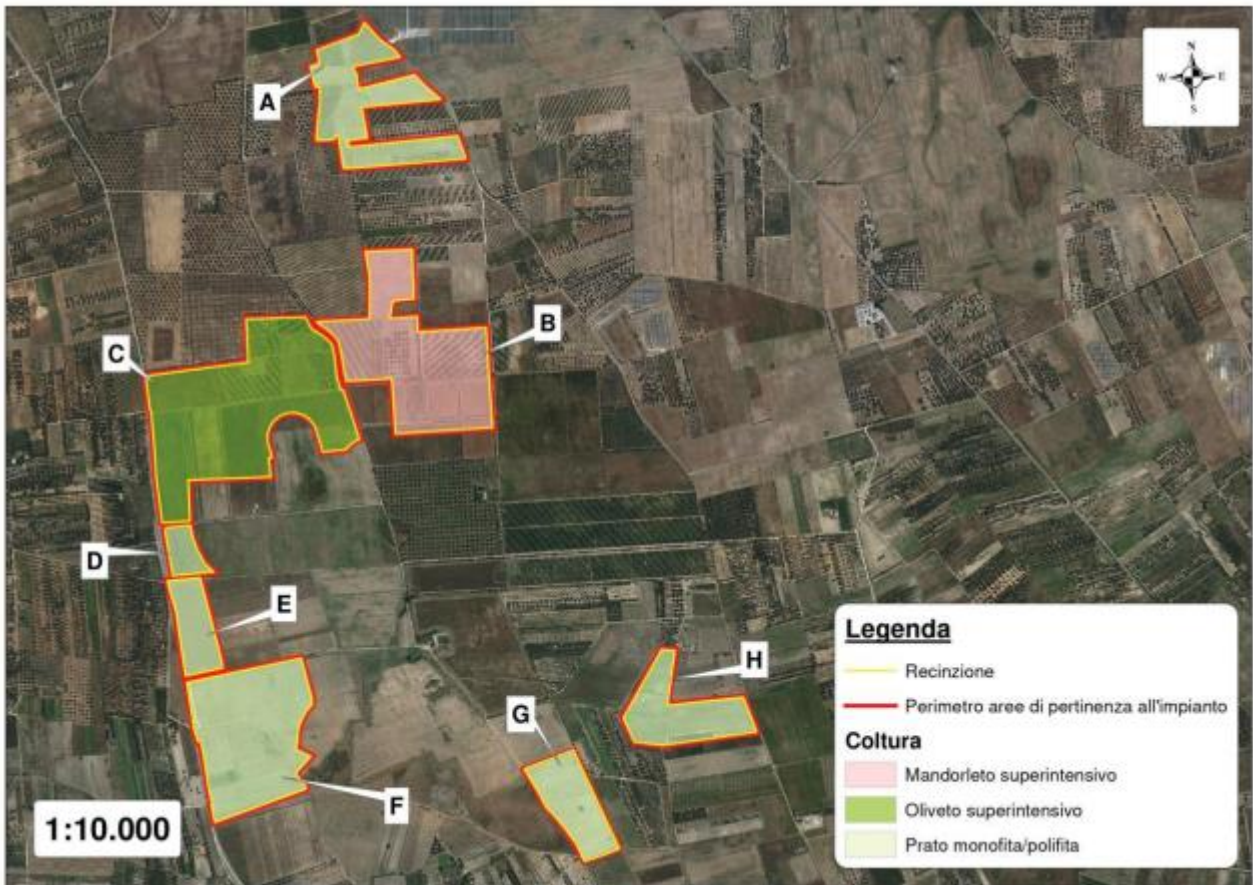 A
N
W E
S
B
C
D
E
H
G
F
1:10.000
Legenda
Recinzione
Perimetro aree di pertinenza all'impianto
Coltura
Mandorleto superintensivo
Oliveto superintensivo
Prato monofita/polifita